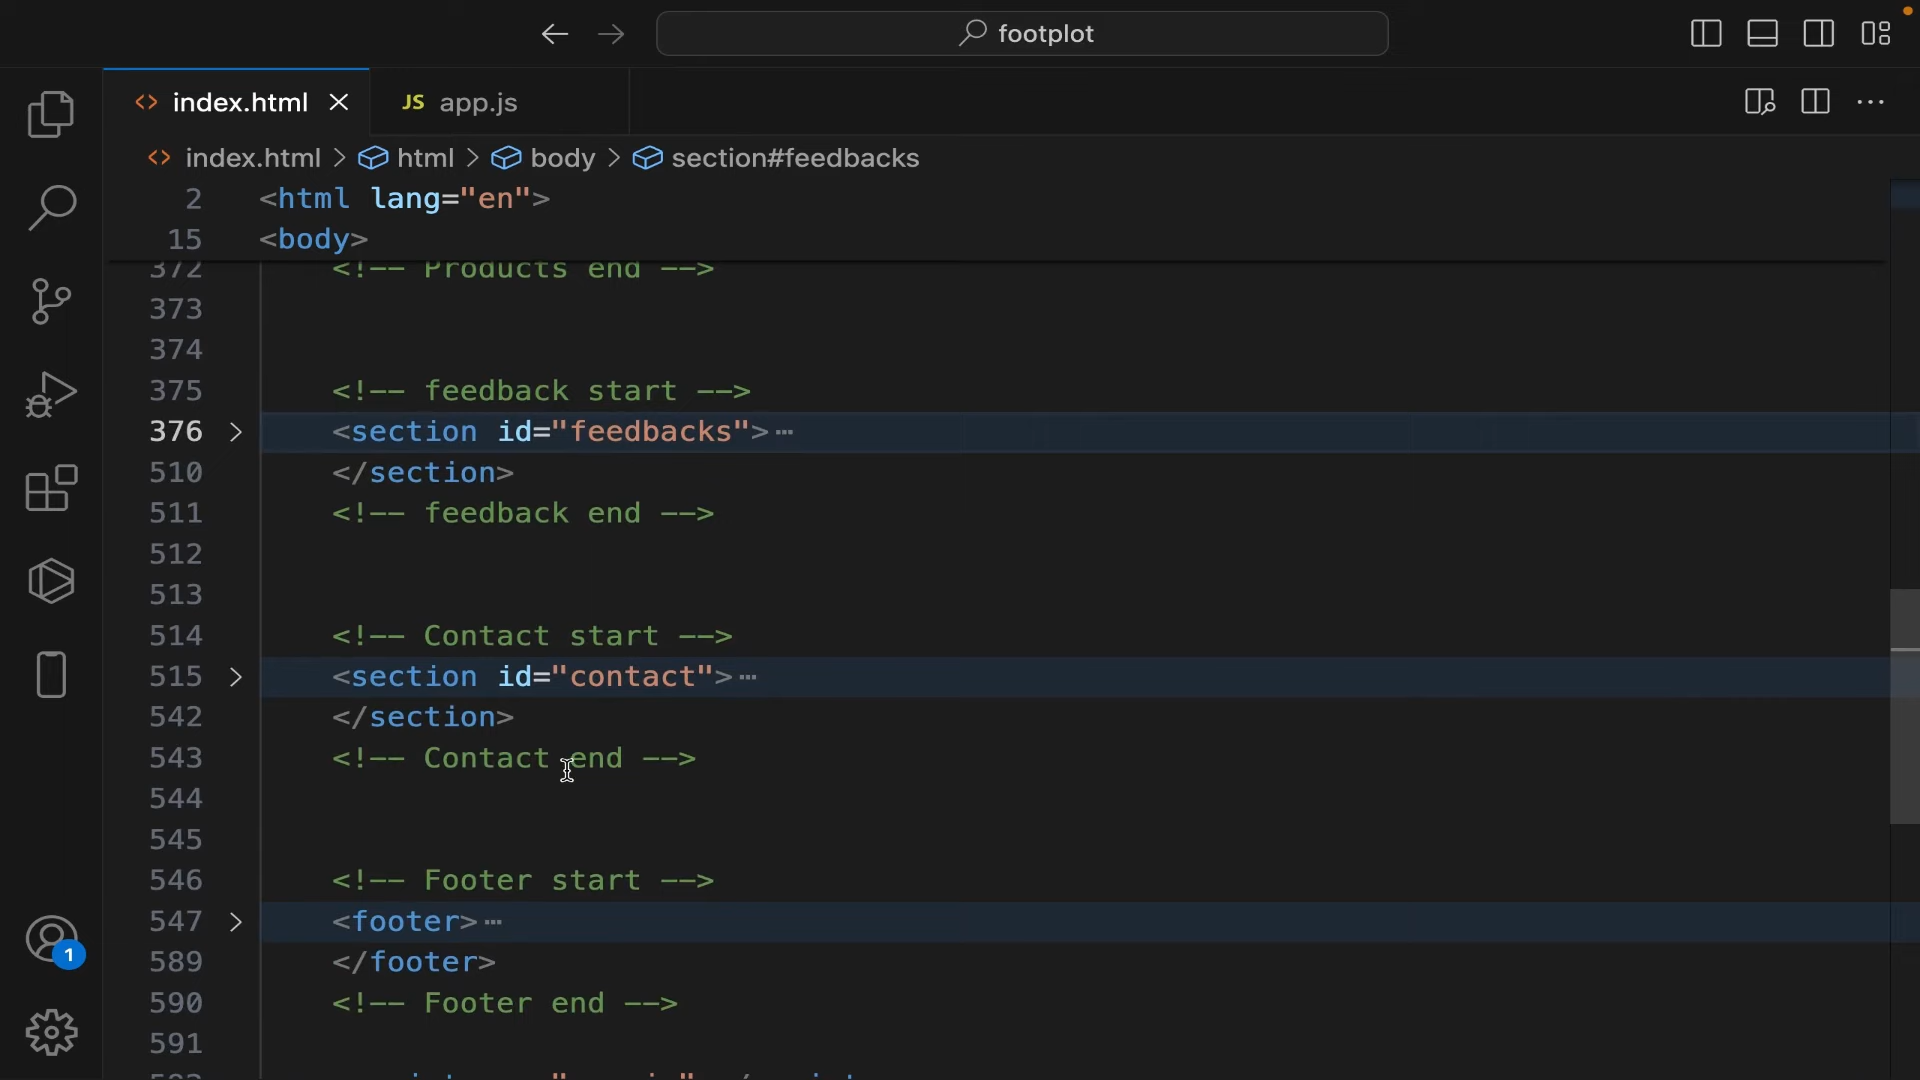 footplot
index.html
JS app.js
index.html > html > body > section#feedbacks
2 <html lang="en">
15 <body>
372 <!-- Products end -->
373
374
375 <!-- feedback start -->
376 <section id="feedbacks">
510 </section>
511 <!-- feedback end -->
512
513
514 <!-- Contact start -->
515 <section id="contact">
542 </section>
543 <!-- Contact end -->
544
545
546 <!-- Footer start -->
547 <footer>
589 </footer>
590 <!-- Footer end -->
591
1